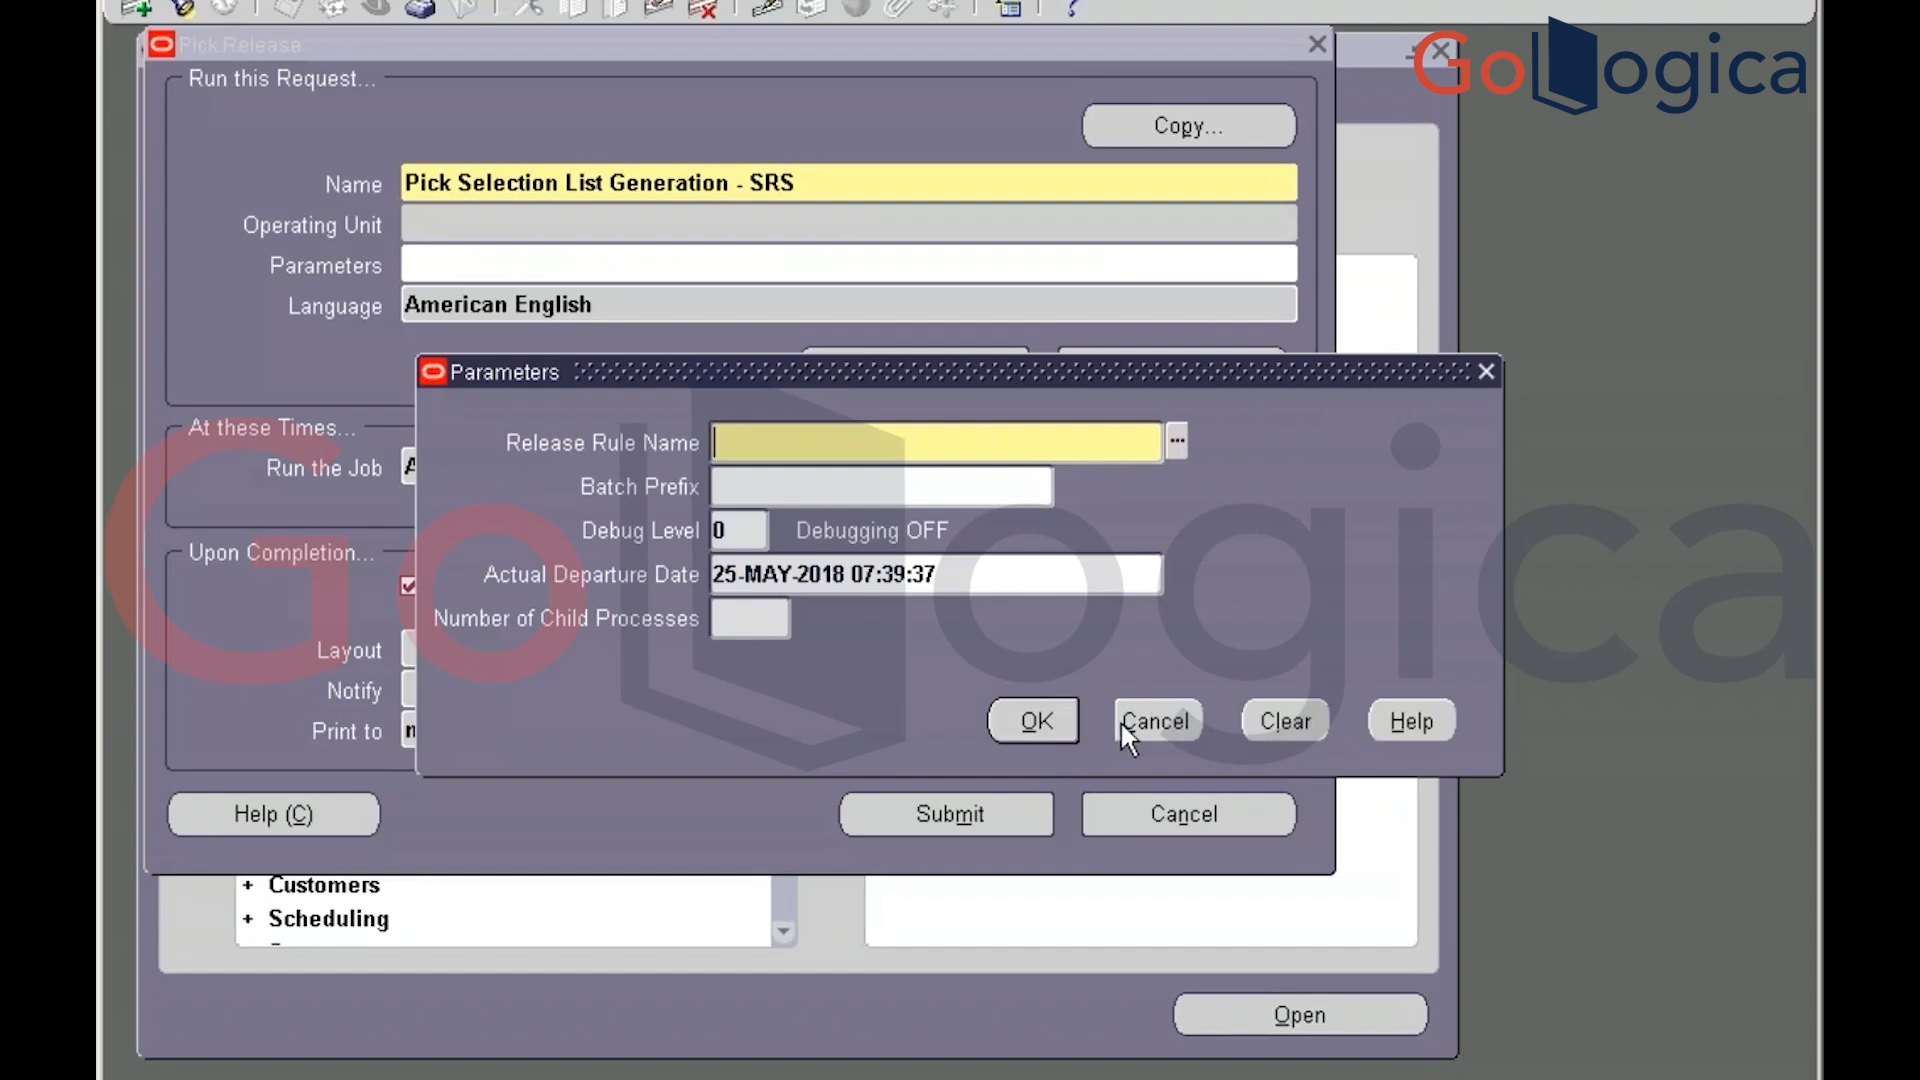 Pick Release
GoLogica
Run this Request...
Copy...
Name Pick Selection List Generation - SRS
Operating Unit
Parameters
Language American English
Parameters
At these Times...
Run the Job
Release Rule Name
Batch Prefix
Debug Level 0 Debugging OFF
Actual Departure Date 25-MAY-2018 07:39:37
Number of Child Processes
Upon Completion...
Layout
Notify
Print to
OK Cancel Clear Help
GoLogica
Help (C) Submit Cancel
+ Customers
+ Scheduling
Open